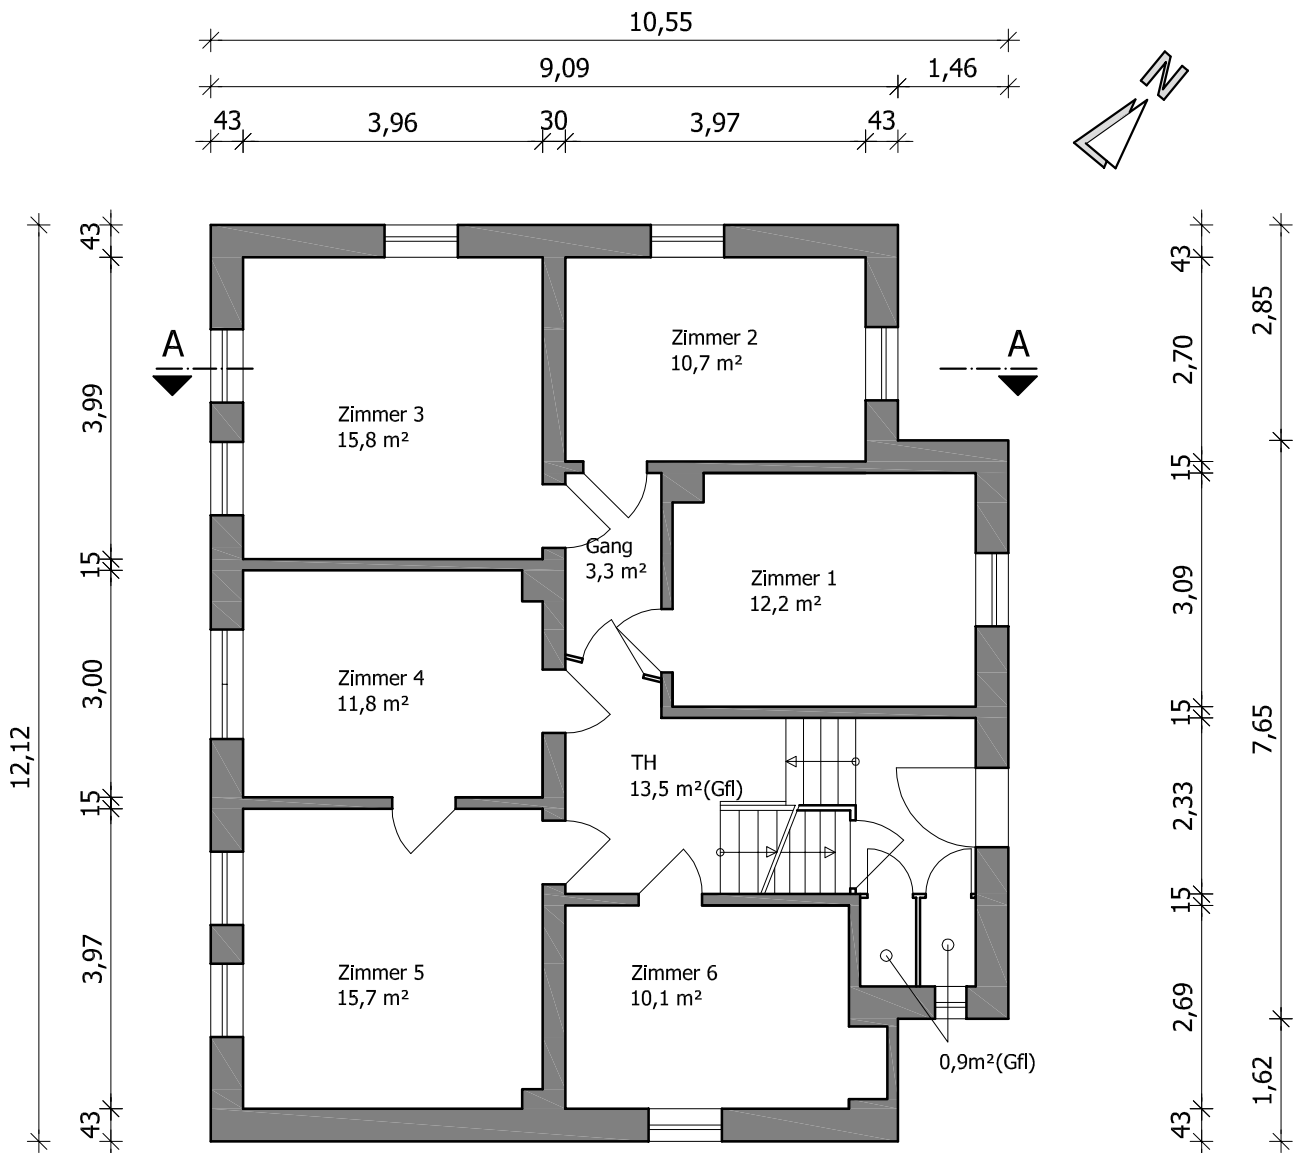 10,55
9,09
1,46
43
3,96
30
3,97
43
N
43
3,99
15
3,00
15
3,97
43
12,12
A
A
43
2,70
15
3,09
15
2,33
15
2,69
43
2,85
7,65
1,62
Zimmer 2
10,7 m²
Zimmer 3
15,8 m²
Gang
3,3 m²
Zimmer 1
12,2 m²
Zimmer 4
11,8 m²
TH
13,5 m²(Gfl)
Zimmer 5
15,7 m²
Zimmer 6
10,1 m²
0,9m²(Gfl)